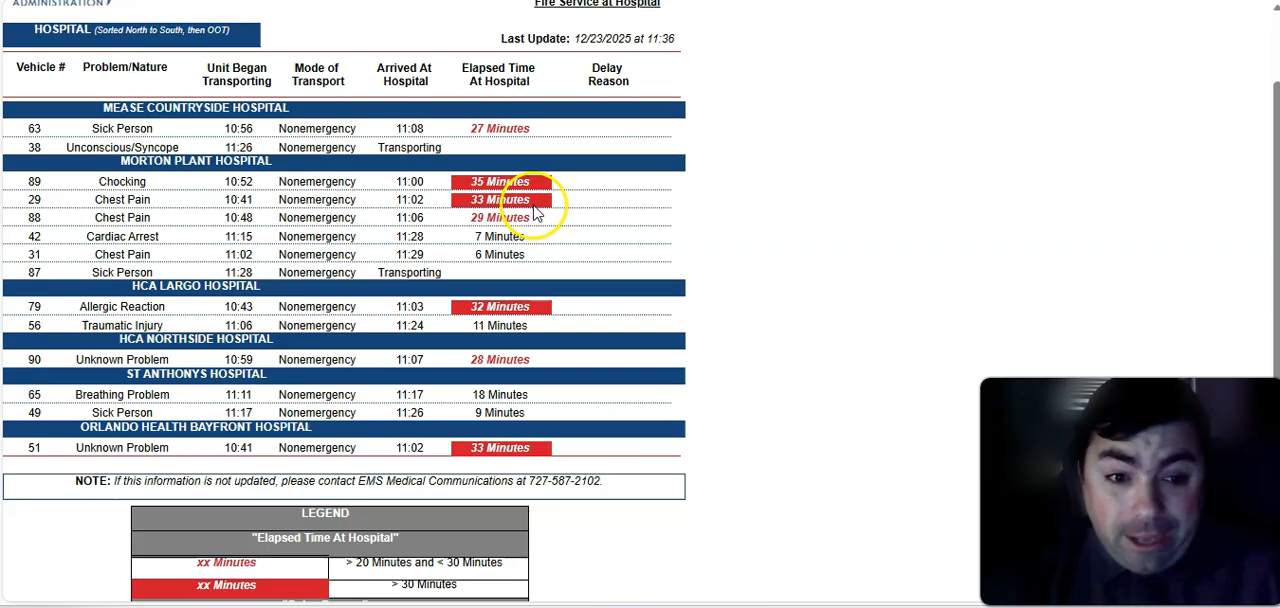 ADMINISTRATION
Fire Service at Hospital
HOSPITAL (Sorted North to South, then OOT)
Last Update: 12/23/2025 at 11:36
Vehicle # Problem/Nature Unit Began Transporting Mode of Transport Arrived At Hospital Elapsed Time At Hospital Delay Reason
MEASE COUNTRYSIDE HOSPITAL
63 Sick Person 10:56 Nonemergency 11:08 27 Minutes
38 Unconscious/Syncope 11:26 Nonemergency Transporting
MORTON PLANT HOSPITAL
89 Chocking 10:52 Nonemergency 11:00 35 Minutes
29 Chest Pain 10:41 Nonemergency 11:02 33 Minutes
88 Chest Pain 10:48 Nonemergency 11:06 29 Minutes
42 Cardiac Arrest 11:15 Nonemergency 11:28 7 Minutes
31 Chest Pain 11:02 Nonemergency 11:29 6 Minutes
87 Sick Person 11:28 Nonemergency Transporting
HCA LARGO HOSPITAL
79 Allergic Reaction 10:43 Nonemergency 11:03 32 Minutes
56 Traumatic Injury 11:06 Nonemergency 11:24 11 Minutes
HCA NORTHSIDE HOSPITAL
90 Unknown Problem 10:59 Nonemergency 11:07 28 Minutes
ST ANTHONYS HOSPITAL
65 Breathing Problem 11:11 Nonemergency 11:17 18 Minutes
49 Sick Person 11:17 Nonemergency 11:26 9 Minutes
ORLANDO HEALTH BAYFRONT HOSPITAL
51 Unknown Problem 10:41 Nonemergency 11:02 33 Minutes
NOTE: If this information is not updated, please contact EMS Medical Communications at 727-587-2102.
LEGEND
"Elapsed Time At Hospital"
xx Minutes > 20 Minutes and < 30 Minutes
xx Minutes > 30 Minutes